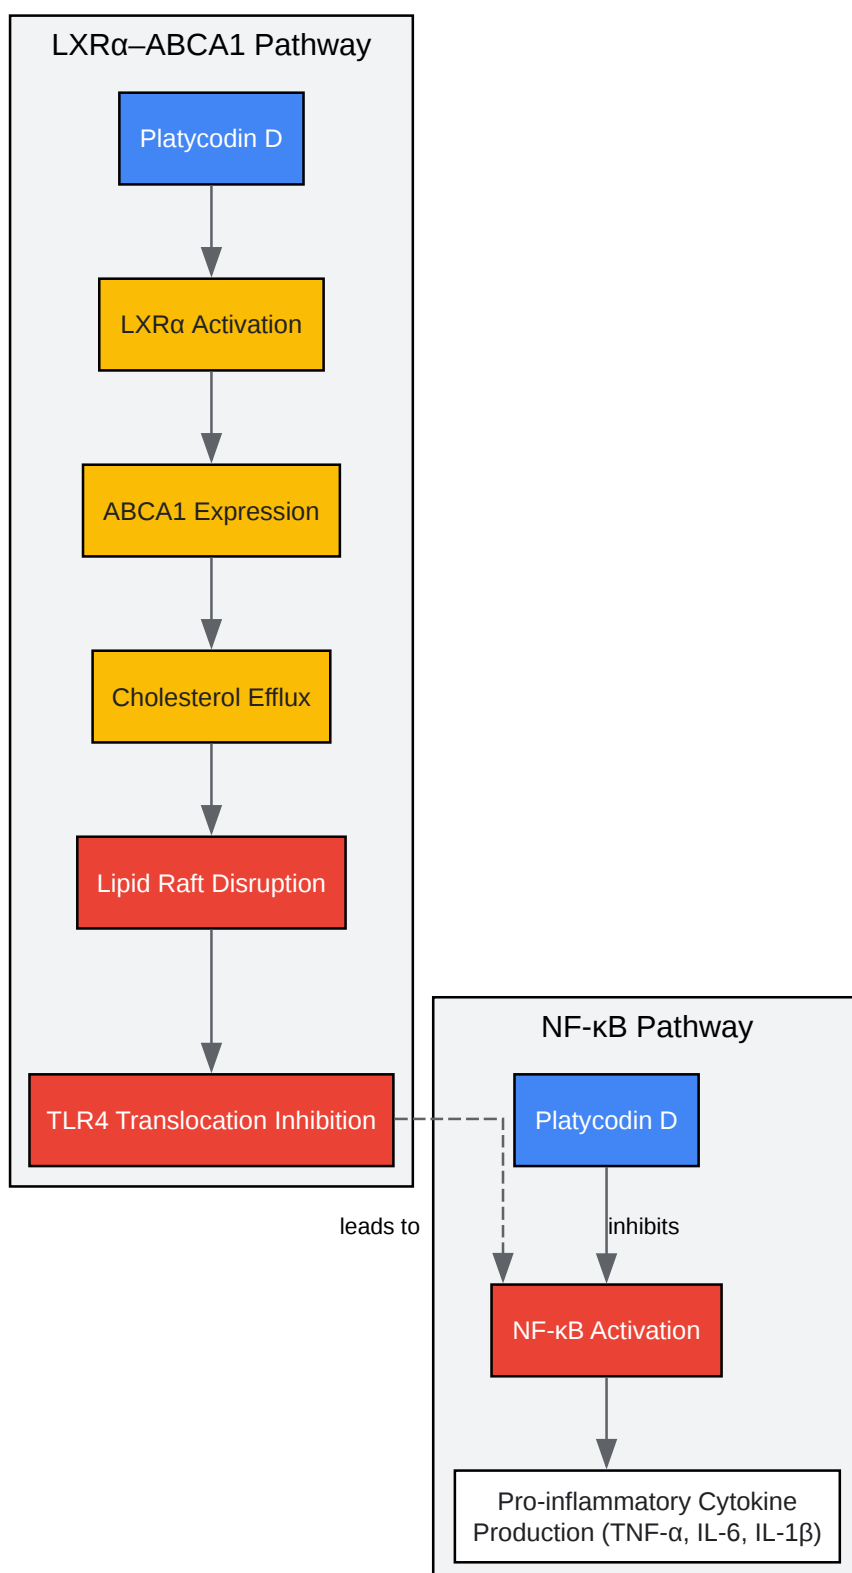 LXRα–ABCA1 Pathway
Platycodin D
LXRα Activation
ABCA1 Expression
Cholesterol Efflux
Lipid Raft Disruption
TLR4 Translocation Inhibition
leads to
NF-κB Pathway
Platycodin D
inhibits
NF-κB Activation
Pro-inflammatory Cytokine
Production (TNF-α, IL-6, IL-1β)